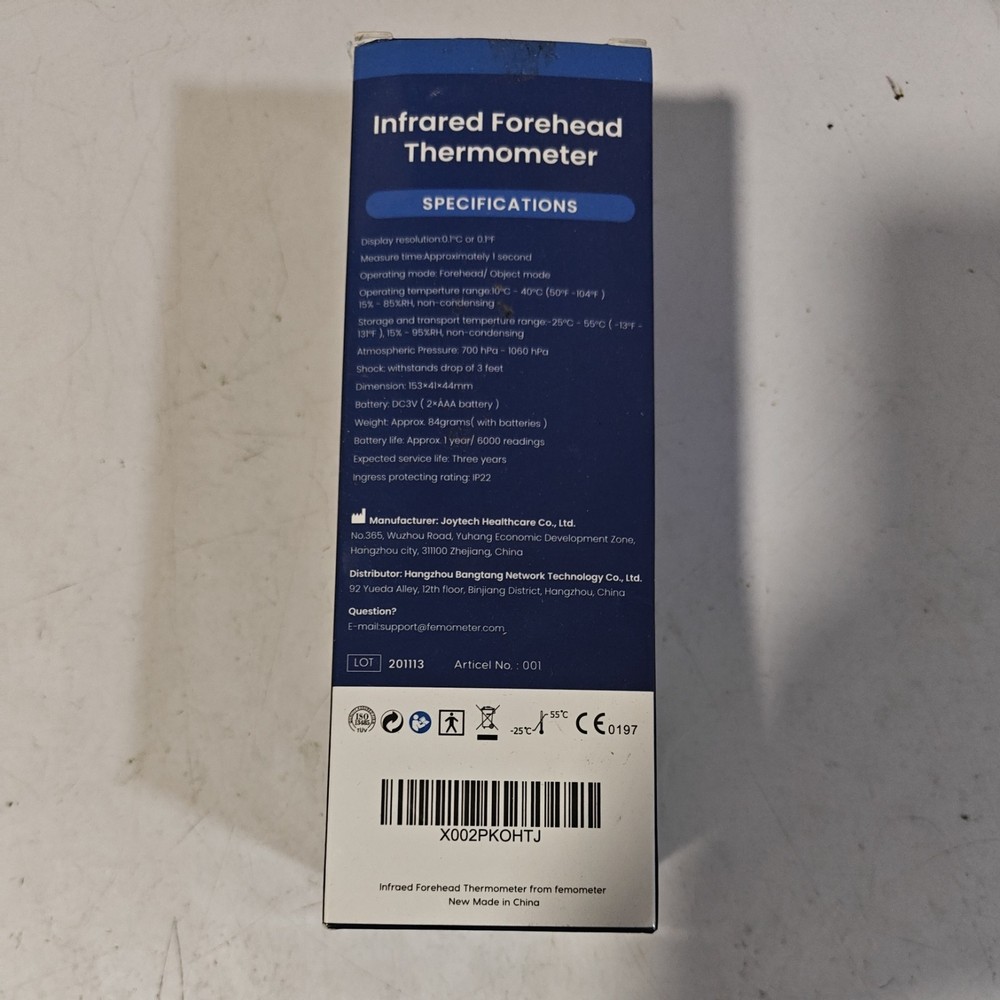 Infrared Forehead
Thermometer
SPECIFICATIONS
Display resolution:0.1°C or 0.1°F
Measure time:Approximately 1 second
Operating mode: Forehead/ Object mode
Operating temperture range:10°C - 40°C (50°F -104°F )
15% - 85%RH, non-condensing
Storage and transport temperture range:-25°C - 55°C ( -13°F -
131°F ), 15% - 95%RH, non-condensing
Atmospheric Pressure: 700 hPa - 1060 hPa
Shock: withstands drop of 3 feet
Dimension: 153×41×44mm
Battery: DC3V ( 2×AAA battery )
Weight: Approx. 84grams( with batteries )
Battery life: Approx. 1 year/ 6000 readings
Expected service life: Three years
Ingress protecting rating: IP22
Manufacturer: Joytech Healthcare Co., Ltd.
No.365, Wuzhou Road, Yuhang Economic Development Zone,
Hangzhou city, 311100 Zhejiang, China
Distributor: Hangzhou Bangtang Network Technology Co., Ltd.
92 Yueda Alley, 12th floor, Binjiang District, Hangzhou, China
Question?
E-mail:support@femometer.com
LOT 201113 Articel No. : 001
ISO 13485 TUV -25°C 55°C CE 0197
X002PKOHTJ
Infraed Forehead Thermometer from femometer
New Made in China